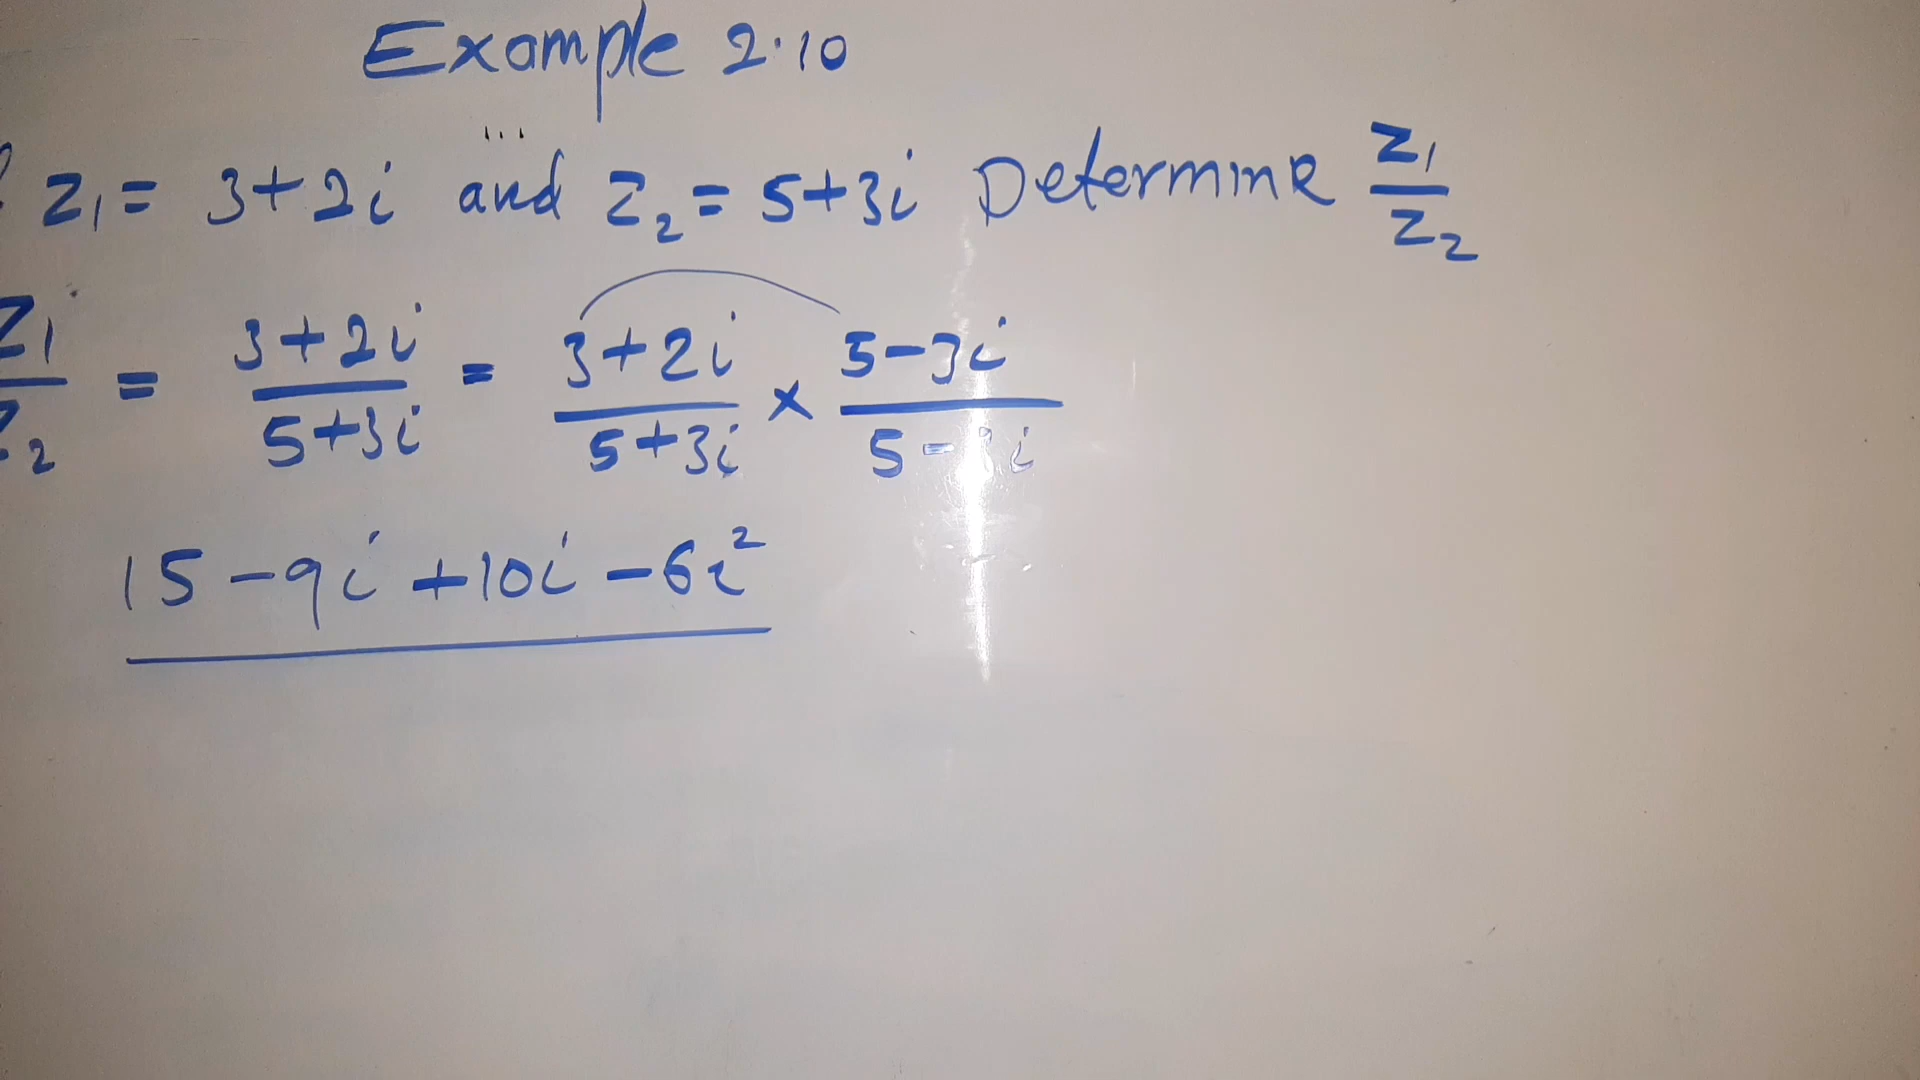 Example 2.10
z₁ = 3+2i and z₂ = 5+3i Determine z₁/z₂
z₁/z₂ = (3+2i)/(5+3i) = (3+2i)/(5+3i) × (5-3i)/(5-3i)
15 -9i +10i -6i²